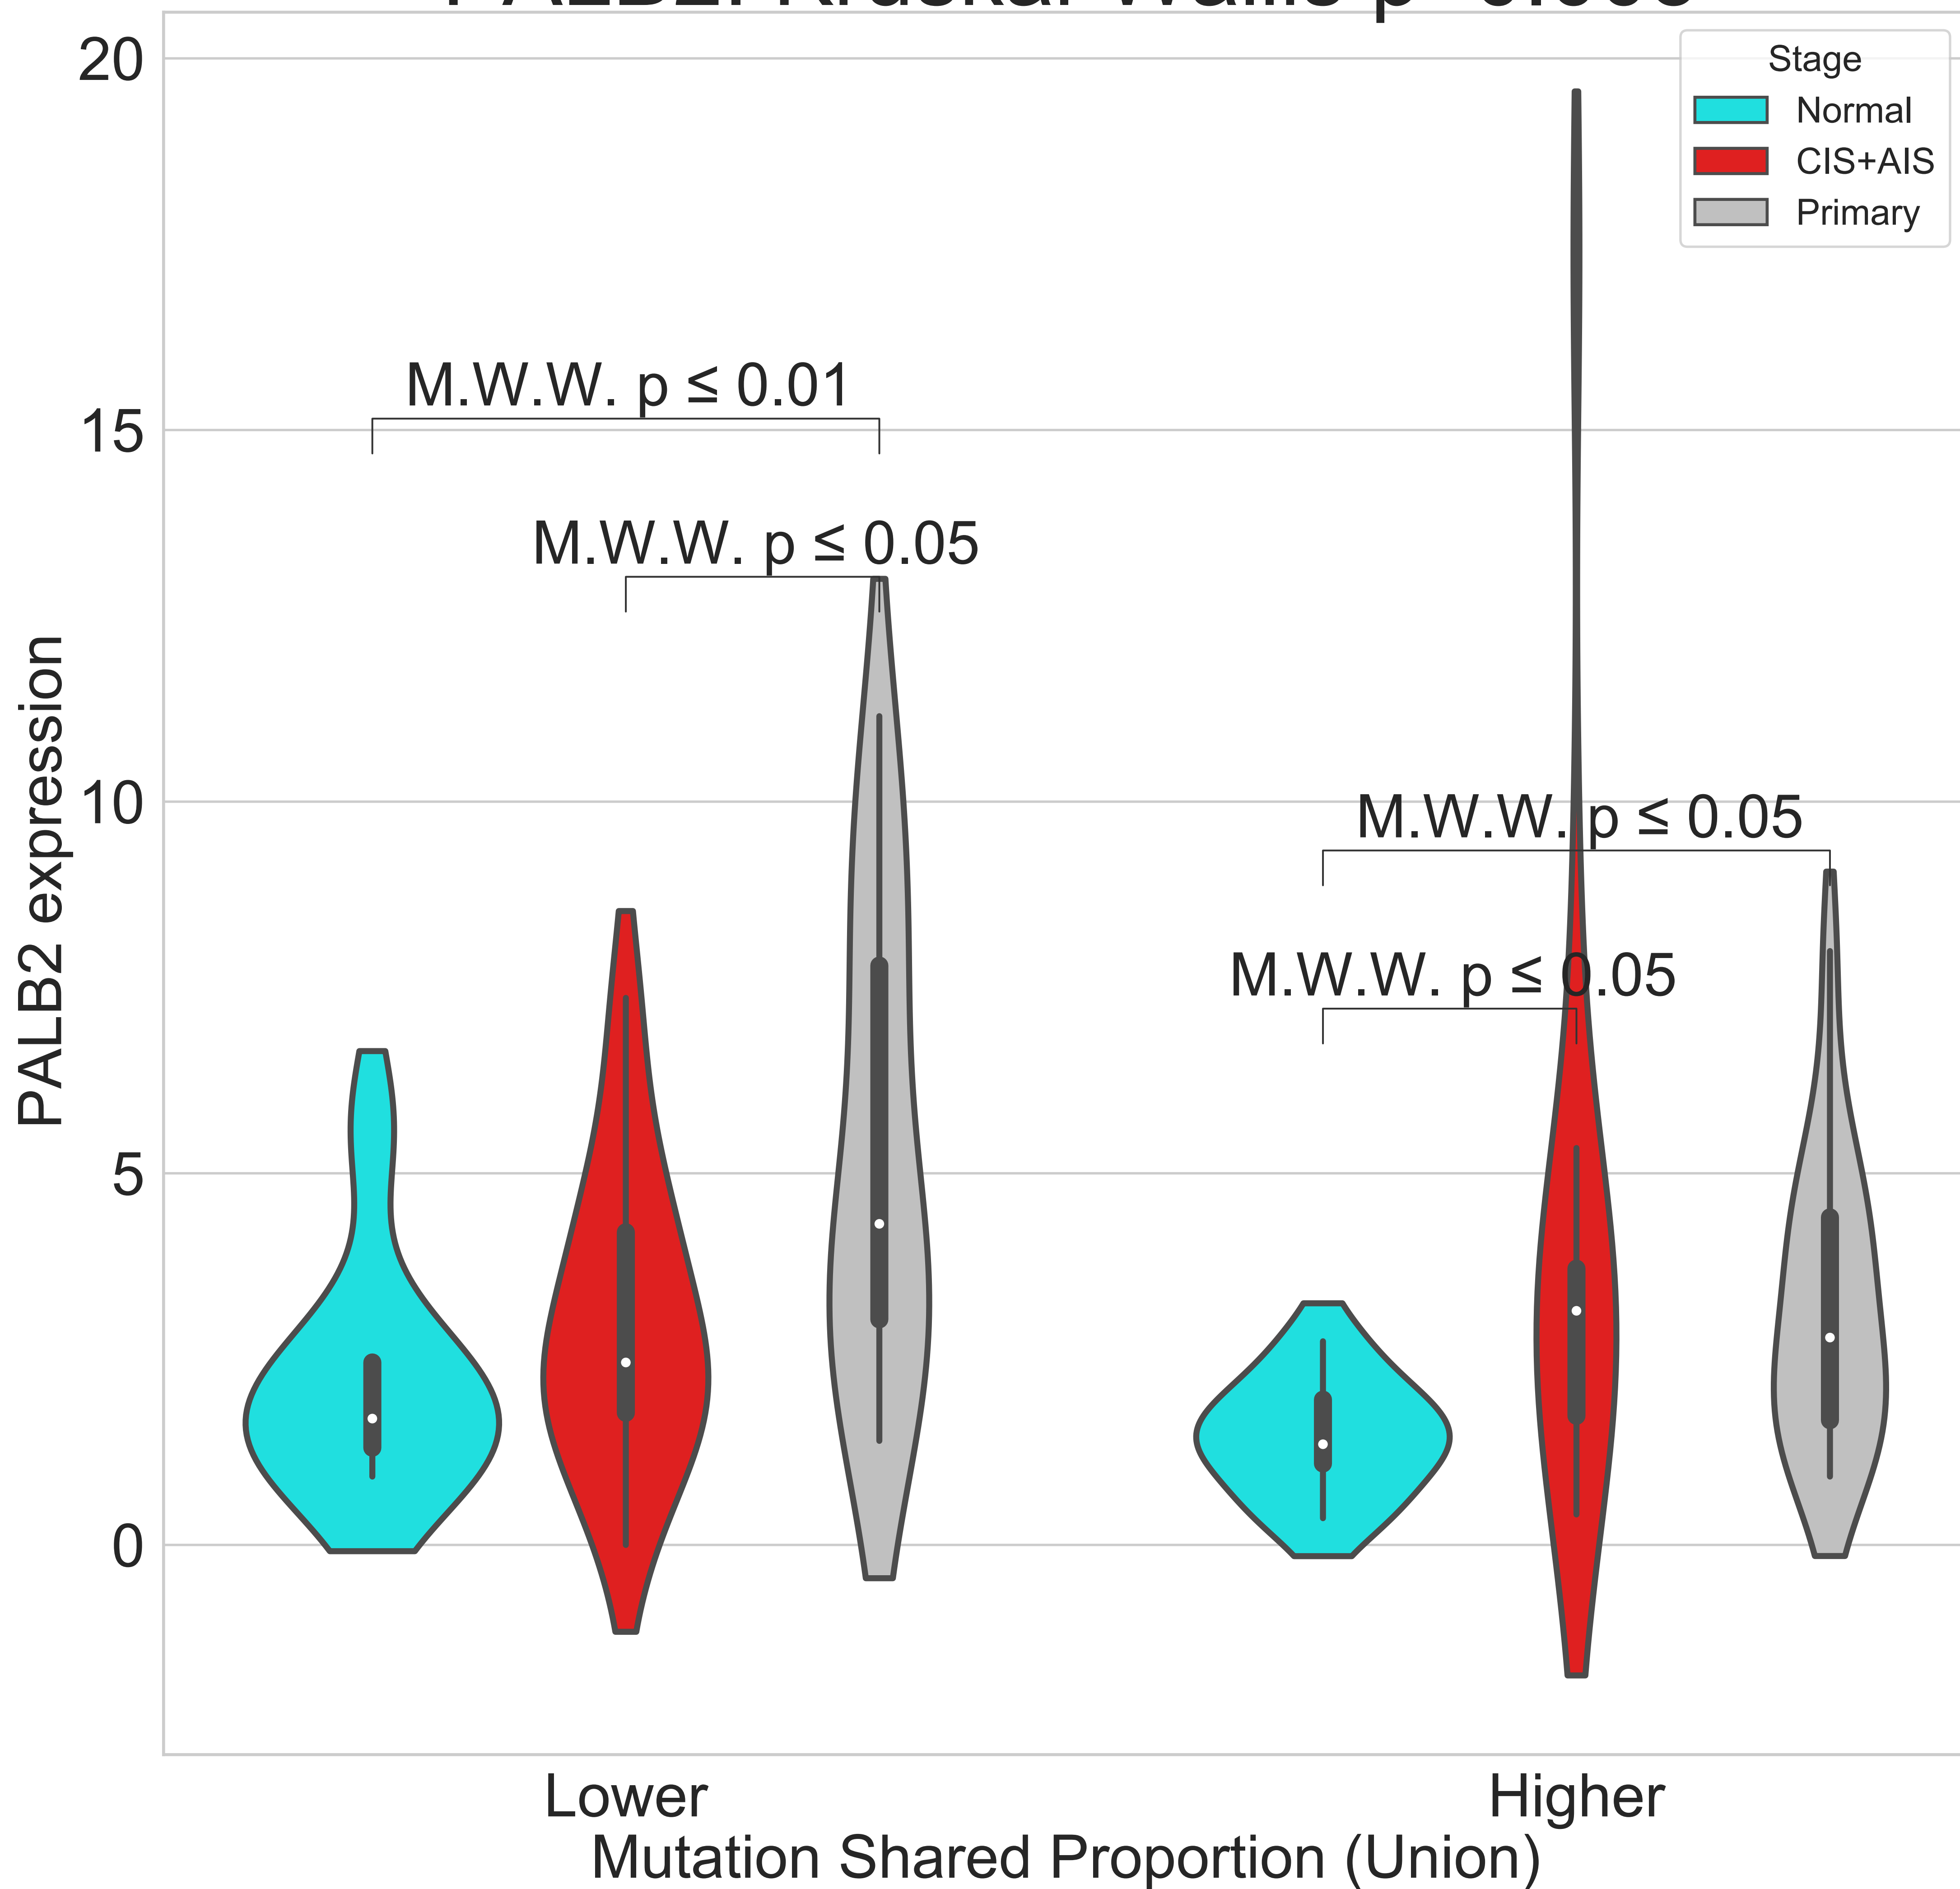 20
Stage
Normal
CIS+AIS
Primary
M.W.W. p ≤ 0.01
15
M.W.W. p ≤ 0.05
PALB2 expression
10
M.W.W. p ≤ 0.05
M.W.W. p ≤ 0.05
5
0
Lower
Higher
Mutation Shared Proportion (Union)